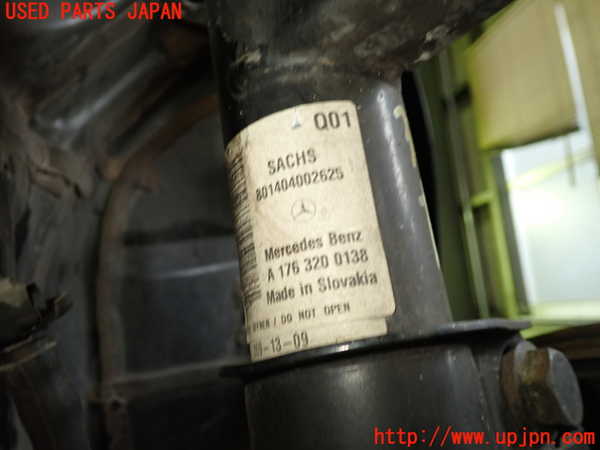 USED PARTS JAPAN
Q01
SACHS
801404002625
Mercedes Benz
A 176 320 0138
Made in Slovakia
/ DO NOT OPEN
-13-09
http://www.upjpn.com/